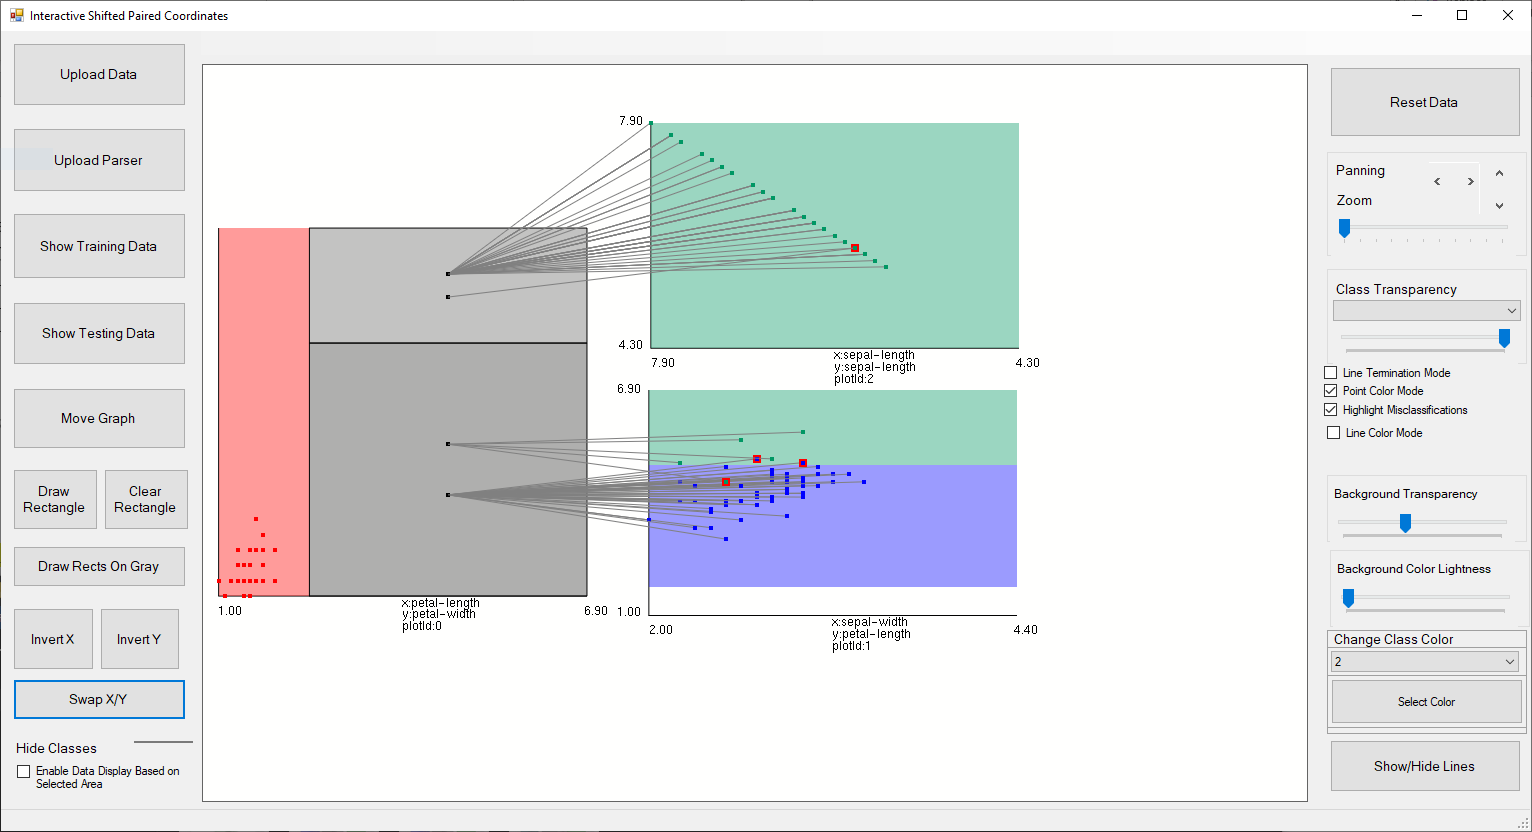 Interactive Shifted Paired Coordinates
Upload Data
Upload Parser
Show Training Data
Show Testing Data
Move Graph
Draw
Rectangle
Clear
Rectangle
Draw Rects On Gray
Invert X
Invert Y
Swap X/Y
Hide Classes
Enable Data Display Based on
Selected Area
1.00
6.90
x:petal-length
y:petal-width
plotId:0
7.90
4.30
7.90
4.30
x:sepal-length
y:sepal-length
plotId:2
6.90
1.00
2.00
4.40
x:sepal-width
y:petal-length
plotId:1
Reset Data
Panning
Zoom
Class Transparency
Line Termination Mode
Point Color Mode
Highlight Misclassifications
Line Color Mode
Background Transparency
Background Color Lightness
Change Class Color
2
Select Color
Show/Hide Lines